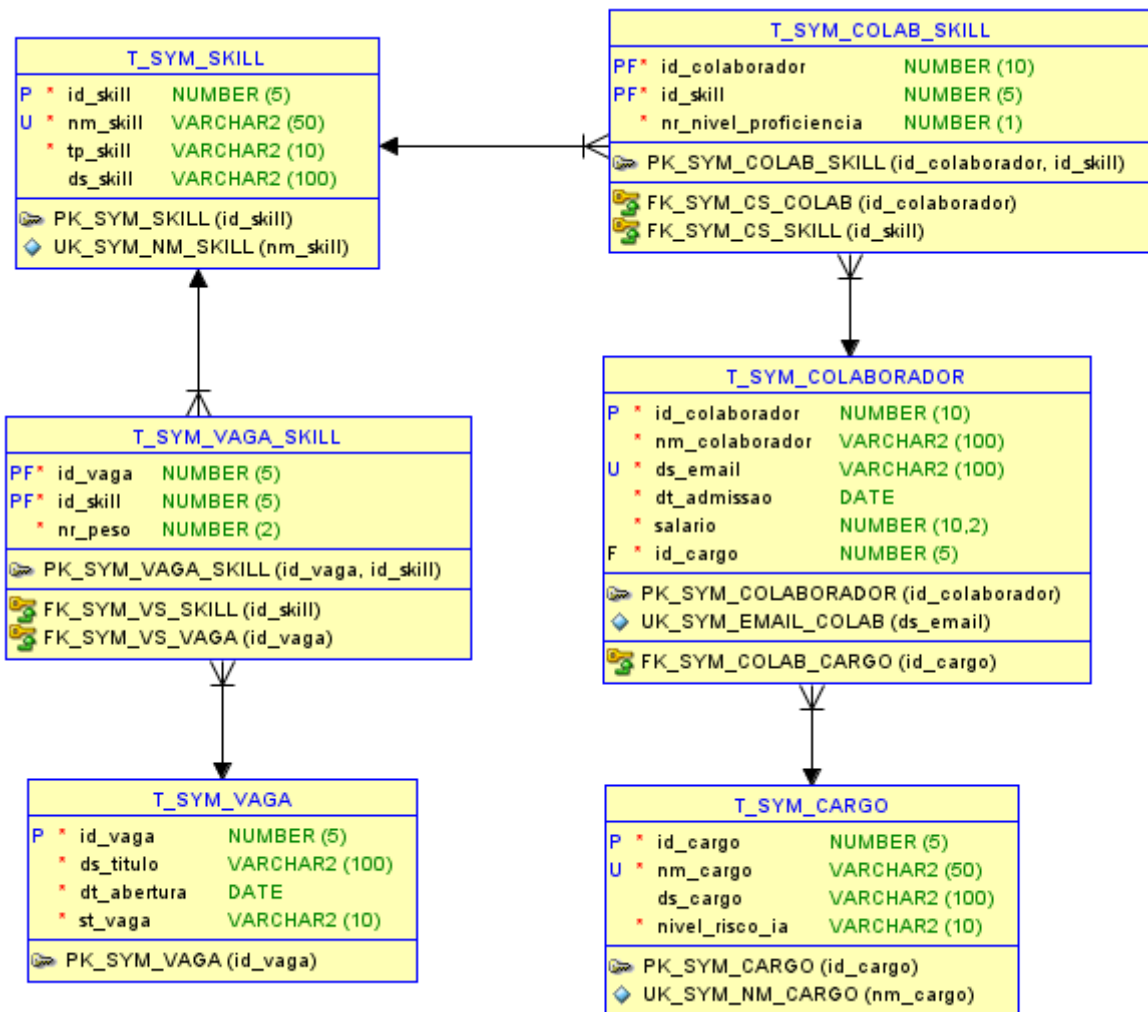 T_SYM_SKILL
P * id_skill NUMBER (5)
U * nm_skill VARCHAR2 (50)
* tp_skill VARCHAR2 (10)
ds_skill VARCHAR2 (100)
PK_SYM_SKILL (id_skill)
UK_SYM_NM_SKILL (nm_skill)
T_SYM_COLAB_SKILL
PF* id_colaborador NUMBER (10)
PF* id_skill NUMBER (5)
* nr_nivel_proficiencia NUMBER (1)
PK_SYM_COLAB_SKILL (id_colaborador, id_skill)
FK_SYM_CS_COLAB (id_colaborador)
FK_SYM_CS_SKILL (id_skill)
T_SYM_VAGA_SKILL
PF* id_vaga NUMBER (5)
PF* id_skill NUMBER (5)
* nr_peso NUMBER (2)
PK_SYM_VAGA_SKILL (id_vaga, id_skill)
FK_SYM_VS_SKILL (id_skill)
FK_SYM_VS_VAGA (id_vaga)
T_SYM_COLABORADOR
P * id_colaborador NUMBER (10)
* nm_colaborador VARCHAR2 (100)
U * ds_email VARCHAR2 (100)
* dt_admissao DATE
* salario NUMBER (10,2)
F * id_cargo NUMBER (5)
PK_SYM_COLABORADOR (id_colaborador)
UK_SYM_EMAIL_COLAB (ds_email)
FK_SYM_COLAB_CARGO (id_cargo)
T_SYM_VAGA
P * id_vaga NUMBER (5)
* ds_titulo VARCHAR2 (100)
* dt_abertura DATE
* st_vaga VARCHAR2 (10)
PK_SYM_VAGA (id_vaga)
T_SYM_CARGO
P * id_cargo NUMBER (5)
U * nm_cargo VARCHAR2 (50)
ds_cargo VARCHAR2 (100)
* nivel_risco_ia VARCHAR2 (10)
PK_SYM_CARGO (id_cargo)
UK_SYM_NM_CARGO (nm_cargo)